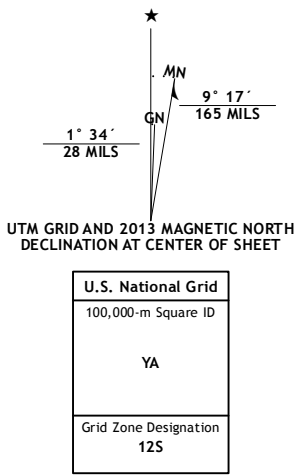 ★
MN
GN
9° 17´
165 MILS
1° 34´
28 MILS
UTM GRID AND 2013 MAGNETIC NORTH
DECLINATION AT CENTER OF SHEET
U.S. National Grid
100,000-m Square ID
YA
Grid Zone Designation
12S